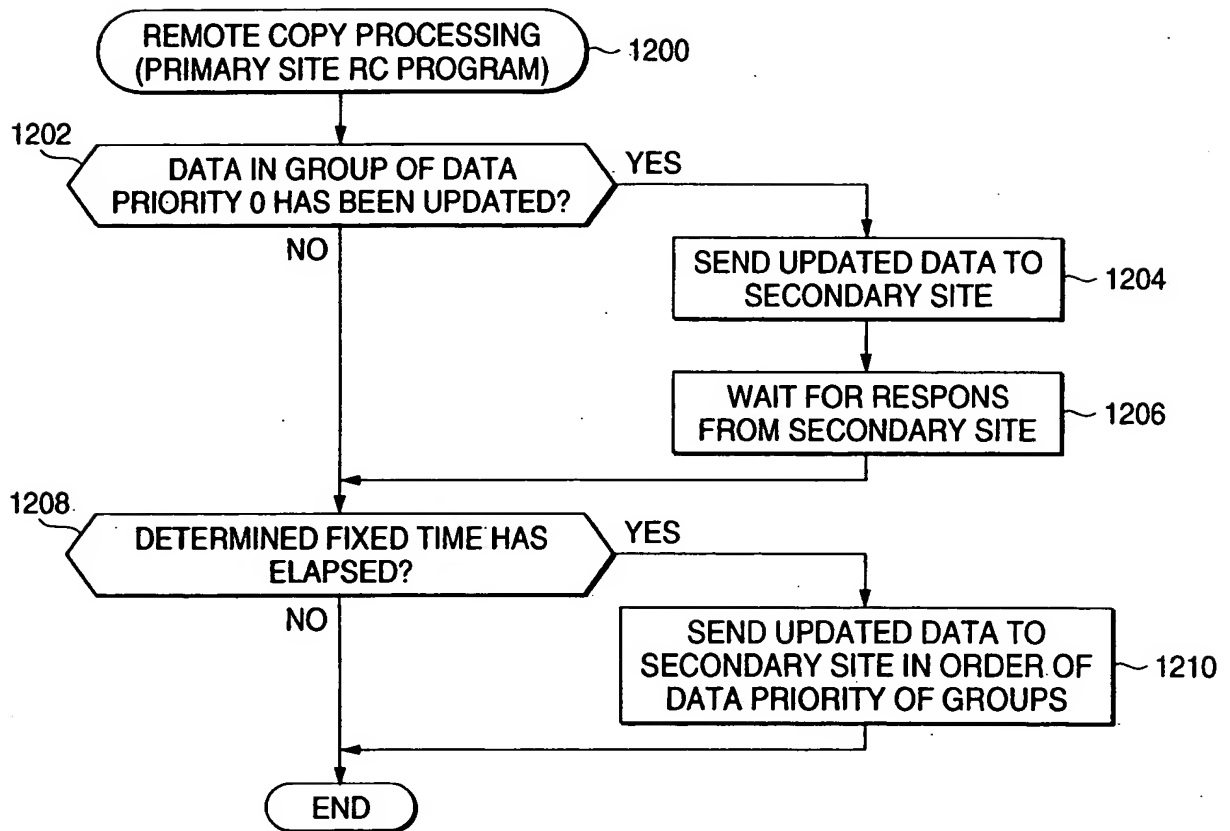 REMOTE COPY PROCESSING
(PRIMARY SITE RC PROGRAM)
1200
1202
DATA IN GROUP OF DATA
PRIORITY 0 HAS BEEN UPDATED?
YES
NO
SEND UPDATED DATA TO
SECONDARY SITE
1204
WAIT FOR RESPONS
FROM SECONDARY SITE
1206
1208
DETERMINED FIXED TIME HAS
ELAPSED?
YES
NO
SEND UPDATED DATA TO
SECONDARY SITE IN ORDER OF
DATA PRIORITY OF GROUPS
1210
END